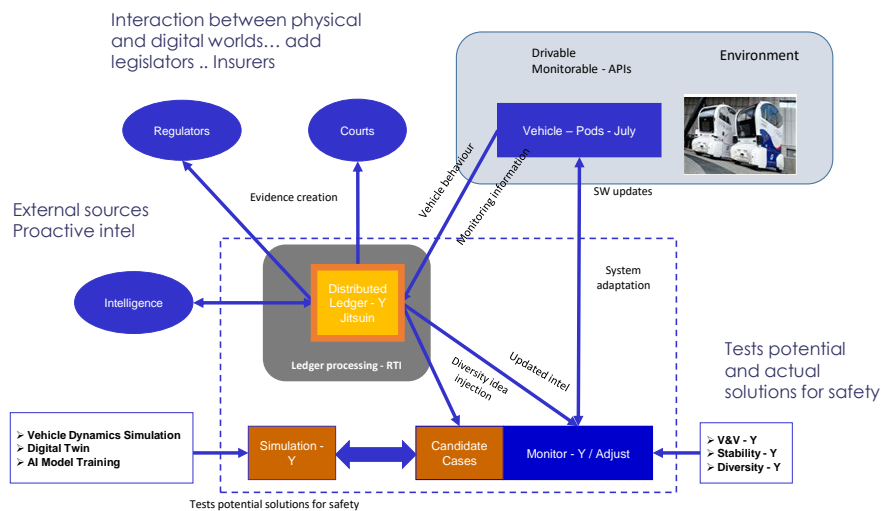 Interaction between physical
and digital worlds… add
legislators .. Insurers
Drivable
Monitorable - APIs
Environment
Regulators
Courts
Vehicle – Pods - July
Evidence creation
Vehicle behaviour
Monitoring information
SW updates
External sources
Proactive intel
System
adaptation
Intelligence
Distributed
Ledger - Y
Jitsuin
Ledger processing - RTI
Diversity idea
injection
Updated intel
Tests potential
and actual
solutions for safety
➢ Vehicle Dynamics Simulation
➢ Digital Twin
➢ AI Model Training
Simulation -
Y
Candidate
Cases
Monitor - Y / Adjust
➢ V&V - Y
➢ Stability - Y
➢ Diversity - Y
Tests potential solutions for safety